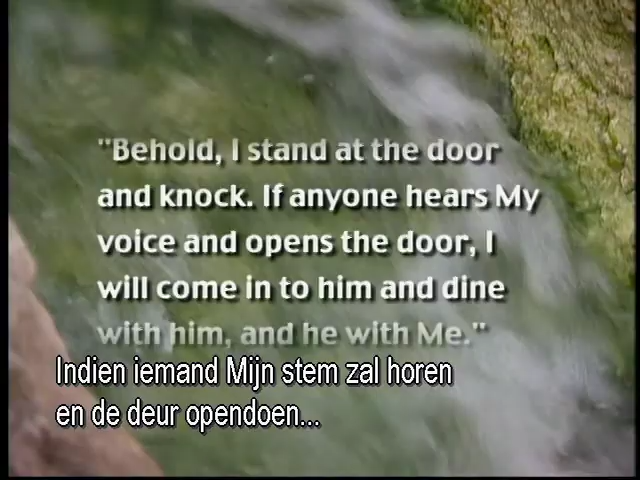 "Behold, I stand at the door
and knock. If anyone hears My
voice and opens the door, I
will come in to him and dine
with him, and he with Me."
Indien iemand Mijn stem zal horen
en de deur opendoen...